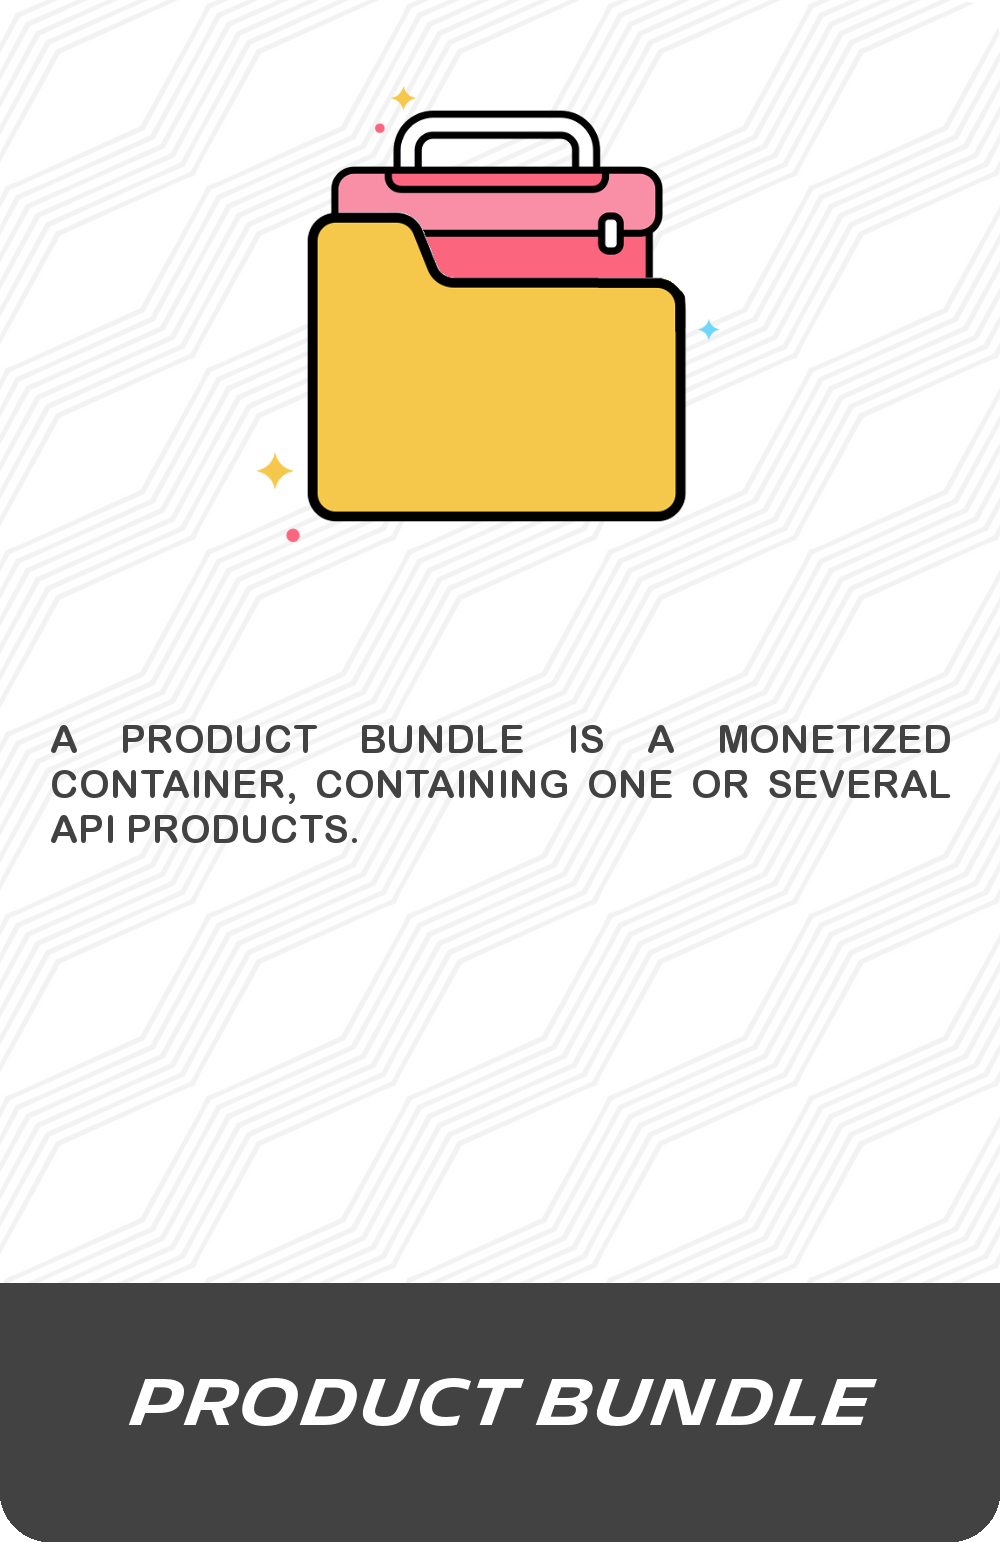 A PRODUCT BUNDLE IS A MONETIZED
CONTAINER, CONTAINING ONE OR SEVERAL
API PRODUCTS.
PRODUCT BUNDLE